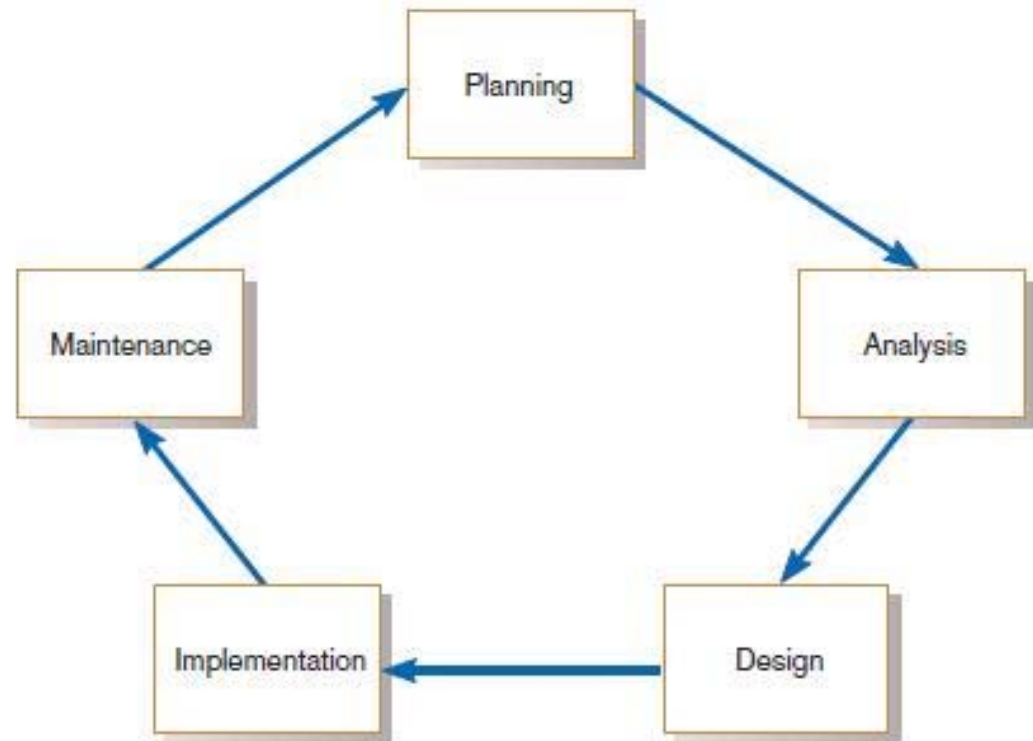 Planning
Maintenance
Analysis
Implementation
Design